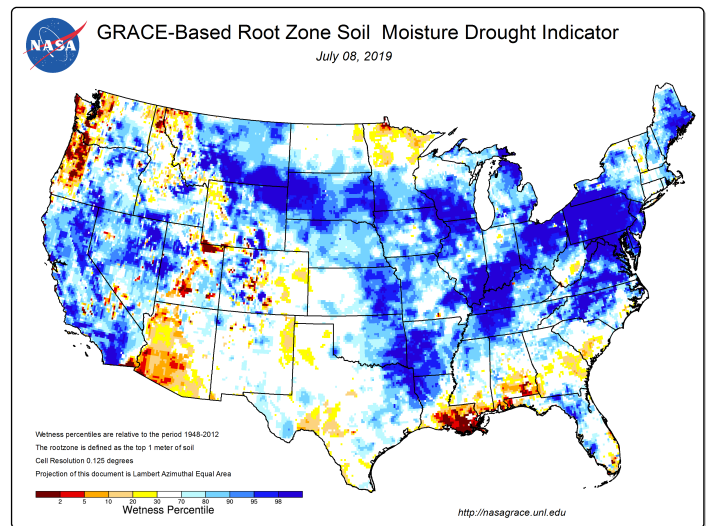 NASA
GRACE-Based Root Zone Soil Moisture Drought Indicator
July 08, 2019
Wetness percentiles are relative to the period 1948-2012
The rootzone is defined as the top 1 meter of soil
Cell Resolution 0.125 degrees
Projection of this document is Lambert Azimuthal Equal Area
2 5 10 20 30 70 80 90 95 98
Wetness Percentile
http://nasagrace.unl.edu